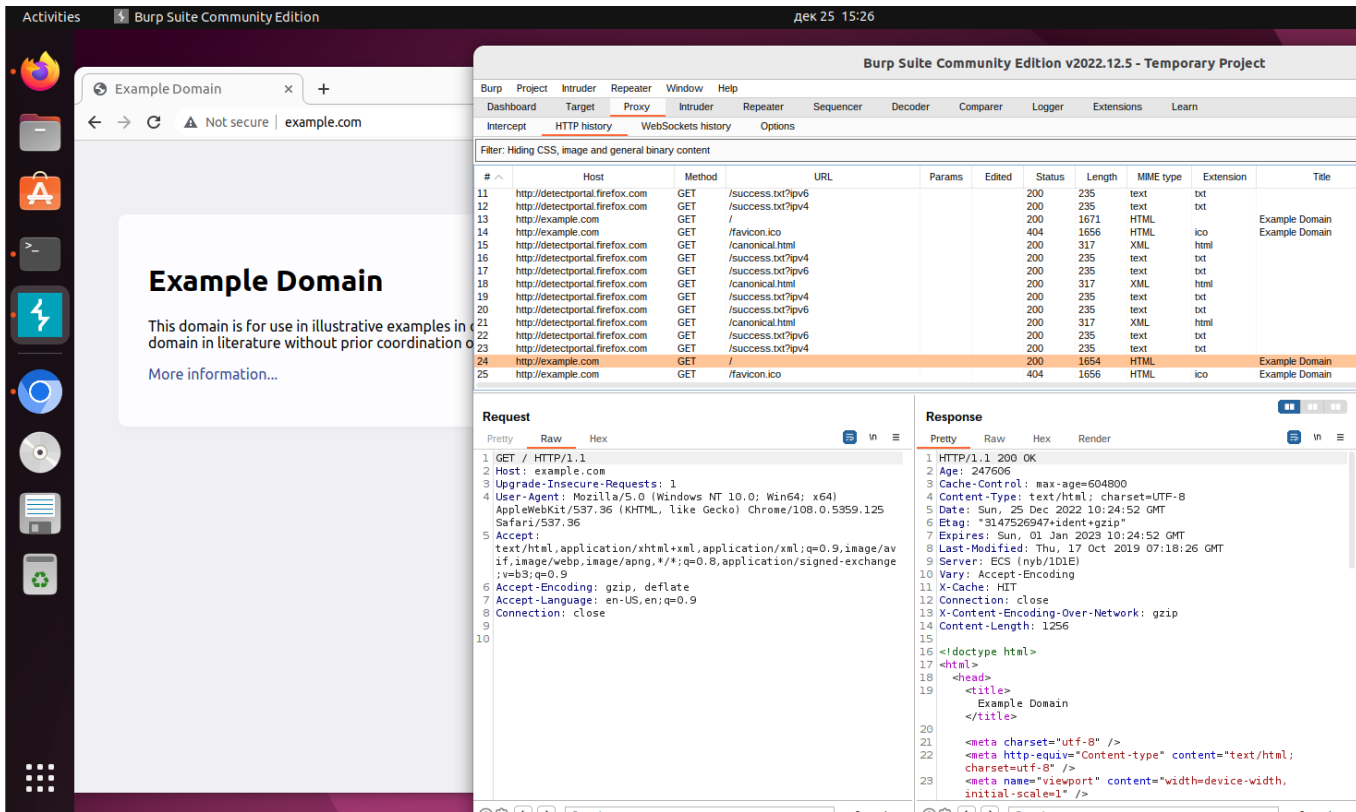 Activities
Burp Suite Community Edition
дек 25 15:26
Example Domain
Not secure
example.com
Example Domain
This domain is for use in illustrative examples in
domain in literature without prior coordination
More information...
Burp Suite Community Edition v2022.12.5 - Temporary Project
Burp Project Intruder Repeater Window Help
Dashboard Target Proxy Intruder Repeater Sequencer Decoder Comparer Logger Extensions Learn
Intercept HTTP history WebSockets history Options
Filter: Hiding CSS, image and general binary content
# Host Method URL Params Edited Status Length MIME type Extension Title
11 http://detectportal.firefox.com GET /success.txt?ipv6 200 235 text txt
12 http://detectportal.firefox.com GET /success.txt?ipv4 200 235 text txt
13 http://example.com GET / 200 1671 HTML Example Domain
14 http://example.com GET /favicon.ico 404 1656 HTML ico Example Domain
15 http://detectportal.firefox.com GET /canonical.html 200 317 XML html
16 http://detectportal.firefox.com GET /success.txt?ipv4 200 235 text txt
17 http://detectportal.firefox.com GET /success.txt?ipv6 200 235 text txt
18 http://detectportal.firefox.com GET /canonical.html 200 317 XML html
19 http://detectportal.firefox.com GET /success.txt?ipv4 200 235 text txt
20 http://detectportal.firefox.com GET /success.txt?ipv6 200 235 text txt
21 http://detectportal.firefox.com GET /canonical.html 200 317 XML html
22 http://detectportal.firefox.com GET /success.txt?ipv6 200 235 text txt
23 http://detectportal.firefox.com GET /success.txt?ipv4 200 235 text txt
24 http://example.com GET / 200 1654 HTML Example Domain
25 http://example.com GET /favicon.ico 404 1656 HTML ico Example Domain
Request
Pretty Raw Hex \n
1 GET / HTTP/1.1
2 Host: example.com
3 Upgrade-Insecure-Requests: 1
4 User-Agent: Mozilla/5.0 (Windows NT 10.0; Win64; x64)
AppleWebKit/537.36 (KHTML, like Gecko) Chrome/108.0.5359.125
Safari/537.36
5 Accept:
text/html,application/xhtml+xml,application/xml;q=0.9,image/av
if,image/webp,image/apng,*/*;q=0.8,application/signed-exchange
;v=b3;q=0.9
6 Accept-Encoding: gzip, deflate
7 Accept-Language: en-US,en;q=0.9
8 Connection: close
9
10
Response
Pretty Raw Hex Render \n
1 HTTP/1.1 200 OK
2 Age: 247606
3 Cache-Control: max-age=604800
4 Content-Type: text/html; charset=UTF-8
5 Date: Sun, 25 Dec 2022 10:24:52 GMT
6 Etag: "3147526947+ident+gzip"
7 Expires: Sun, 01 Jan 2023 10:24:52 GMT
8 Last-Modified: Thu, 17 Oct 2019 07:18:26 GMT
9 Server: ECS (nyb/1D1E)
10 Vary: Accept-Encoding
11 X-Cache: HIT
12 Connection: close
13 X-Content-Encoding-Over-Network: gzip
14 Content-Length: 1256
15
16 <!doctype html>
17 <html>
18 <head>
19 <title>
Example Domain
</title>
20
21 <meta charset="utf-8" />
22 <meta http-equiv="Content-type" content="text/html;
charset=utf-8" />
23 <meta name="viewport" content="width=device-width,
initial-scale=1" />